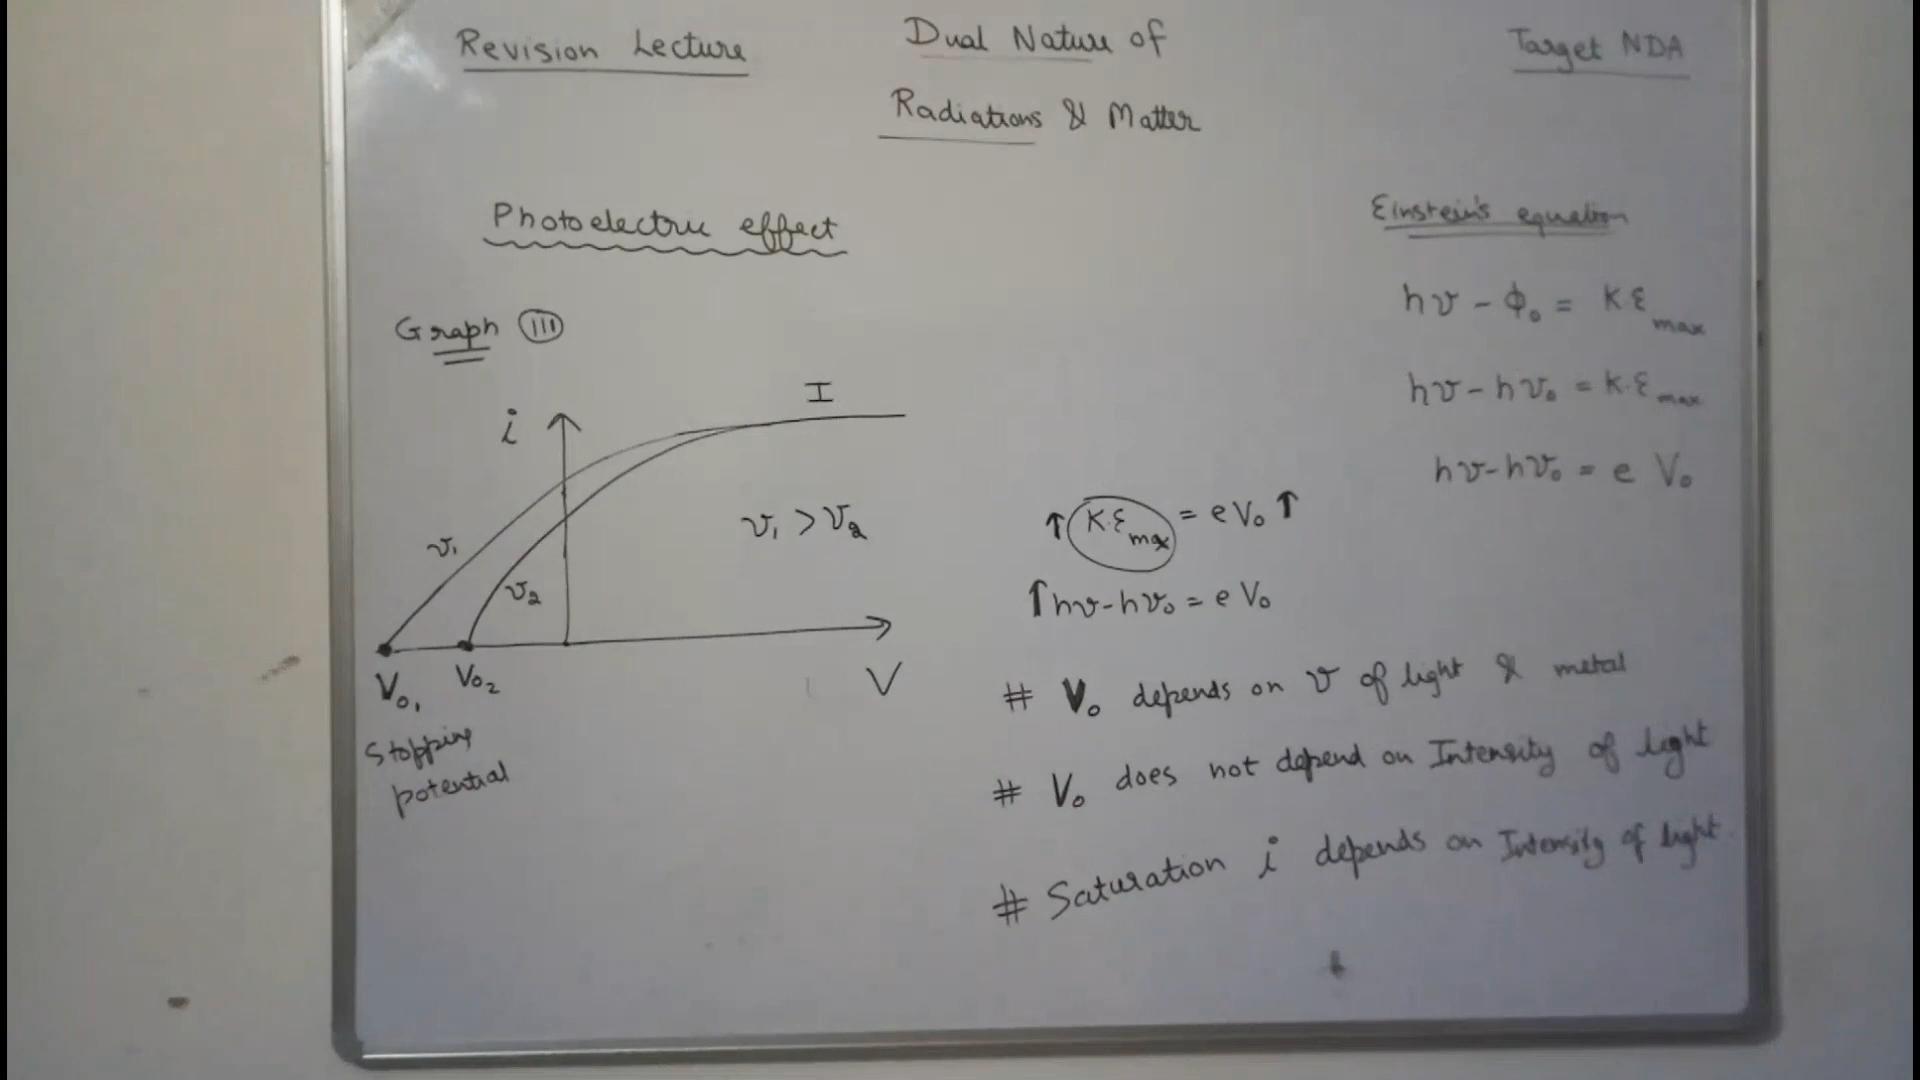 Revision Lecture
Dual Nature of
Radiations & Matter
Target NDA
Photoelectric effect
Graph III
i
I
ν₁
ν₂
ν₁ > ν₂
V₀₁
V₀₂
V
Stopping
potential
Einstein's equation
hν - ϕ₀ = K.E max
hν - hν₀ = K.E max
hν - hν₀ = e V₀
↑ K.E max = e V₀ ↑
↑ hν - hν₀ = e V₀
# V₀ depends on ν of light & metal
# V₀ does not depend on Intensity of light
# Saturation i depends on Intensity of light